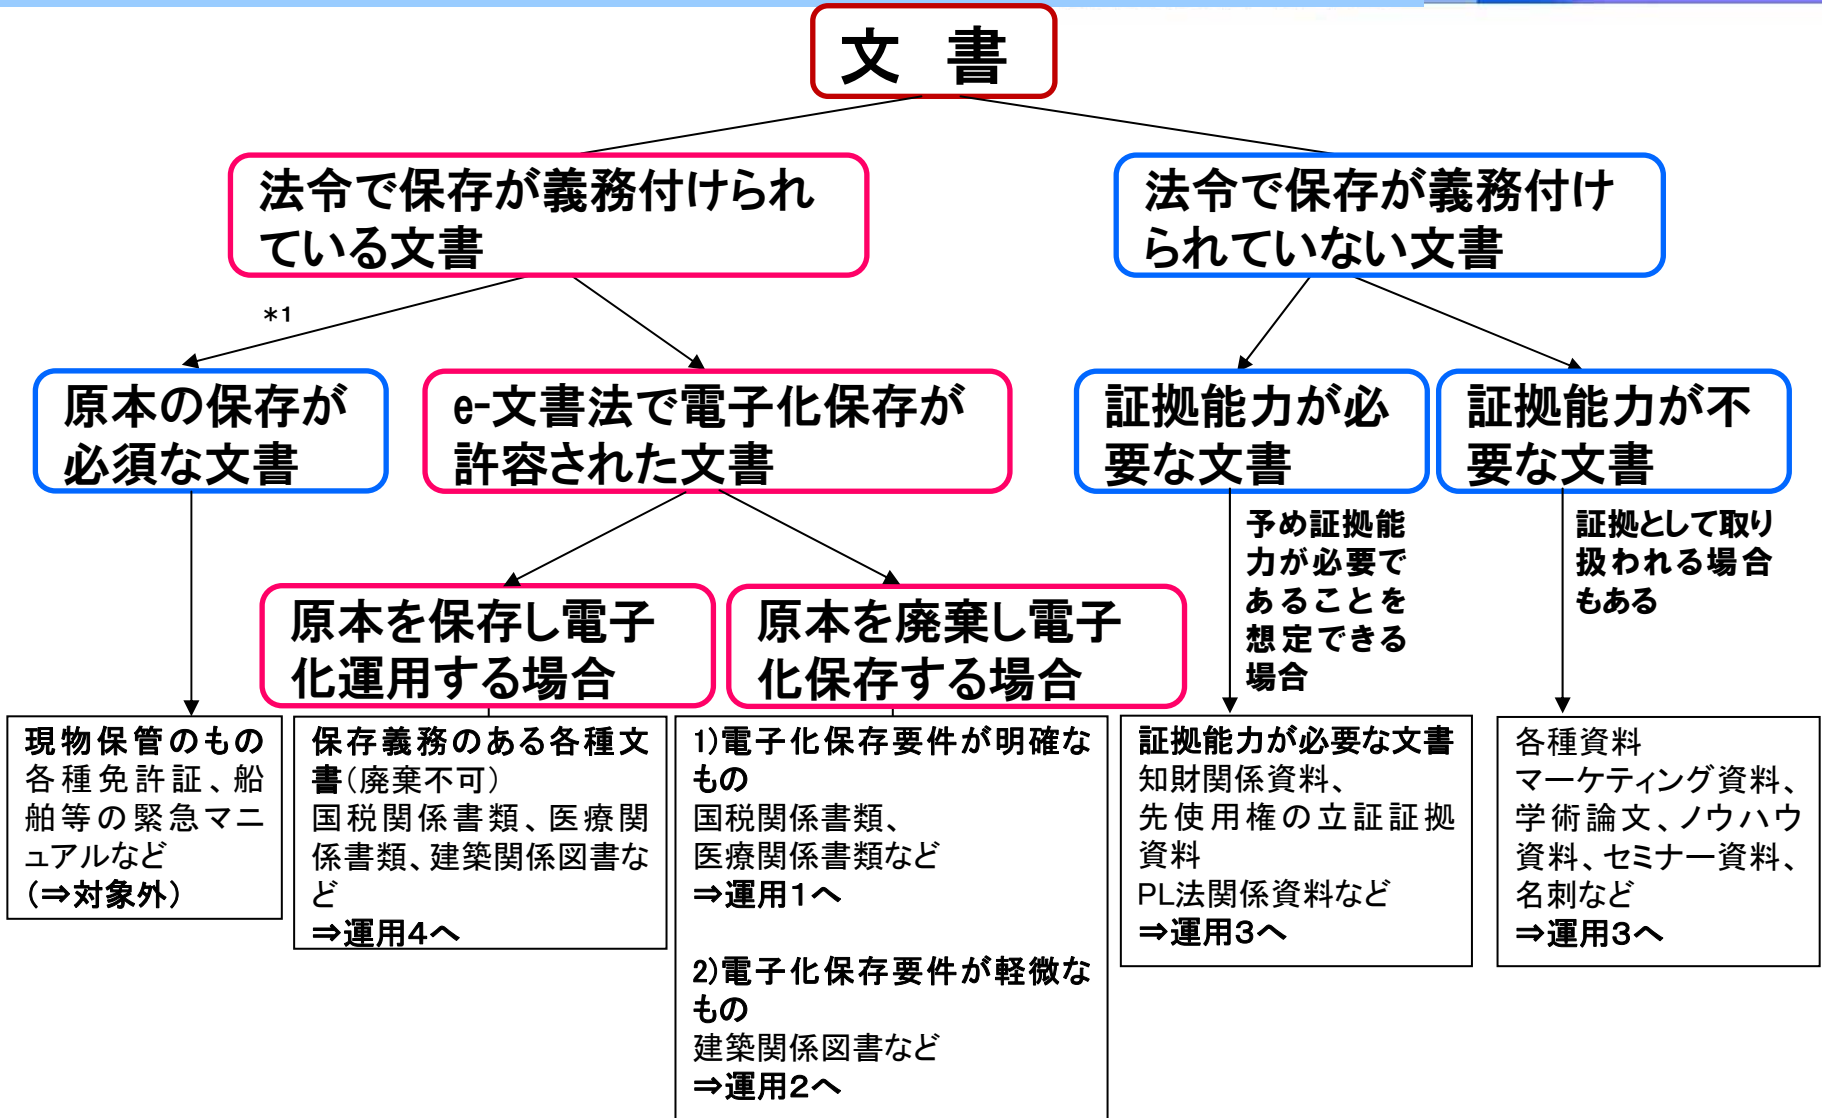 文　書
法令で保存が義務付けられ
ている文書
法令で保存が義務付け
られていない文書
*1
原本の保存が
必須な文書
e-文書法で電子化保存が
許容された文書
証拠能力が必
要な文書
証拠能力が不
要な文書
予め証拠能
力が必要で
あることを
想定できる
場合
証拠として取り
扱われる場合
もある
原本を保存し電子
化運用する場合
原本を廃棄し電子
化保存する場合
現物保管のもの
各種免許証、船
舶等の緊急マニ
ュアルなど
(⇒対象外)
保存義務のある各種文
書(廃棄不可)
国税関係書類、医療関
係書類、建築関係図書な
ど
⇒運用4へ
1)電子化保存要件が明確な
もの
国税関係書類、
医療関係書類など
⇒運用1へ
2)電子化保存要件が軽微な
もの
建築関係図書など
⇒運用2へ
証拠能力が必要な文書
知財関係資料、
先使用権の立証証拠
資料
PL法関係資料など
⇒運用3へ
各種資料
マーケティング資料、
学術論文、ノウハウ
資料、セミナー資料、
名刺など
⇒運用3へ